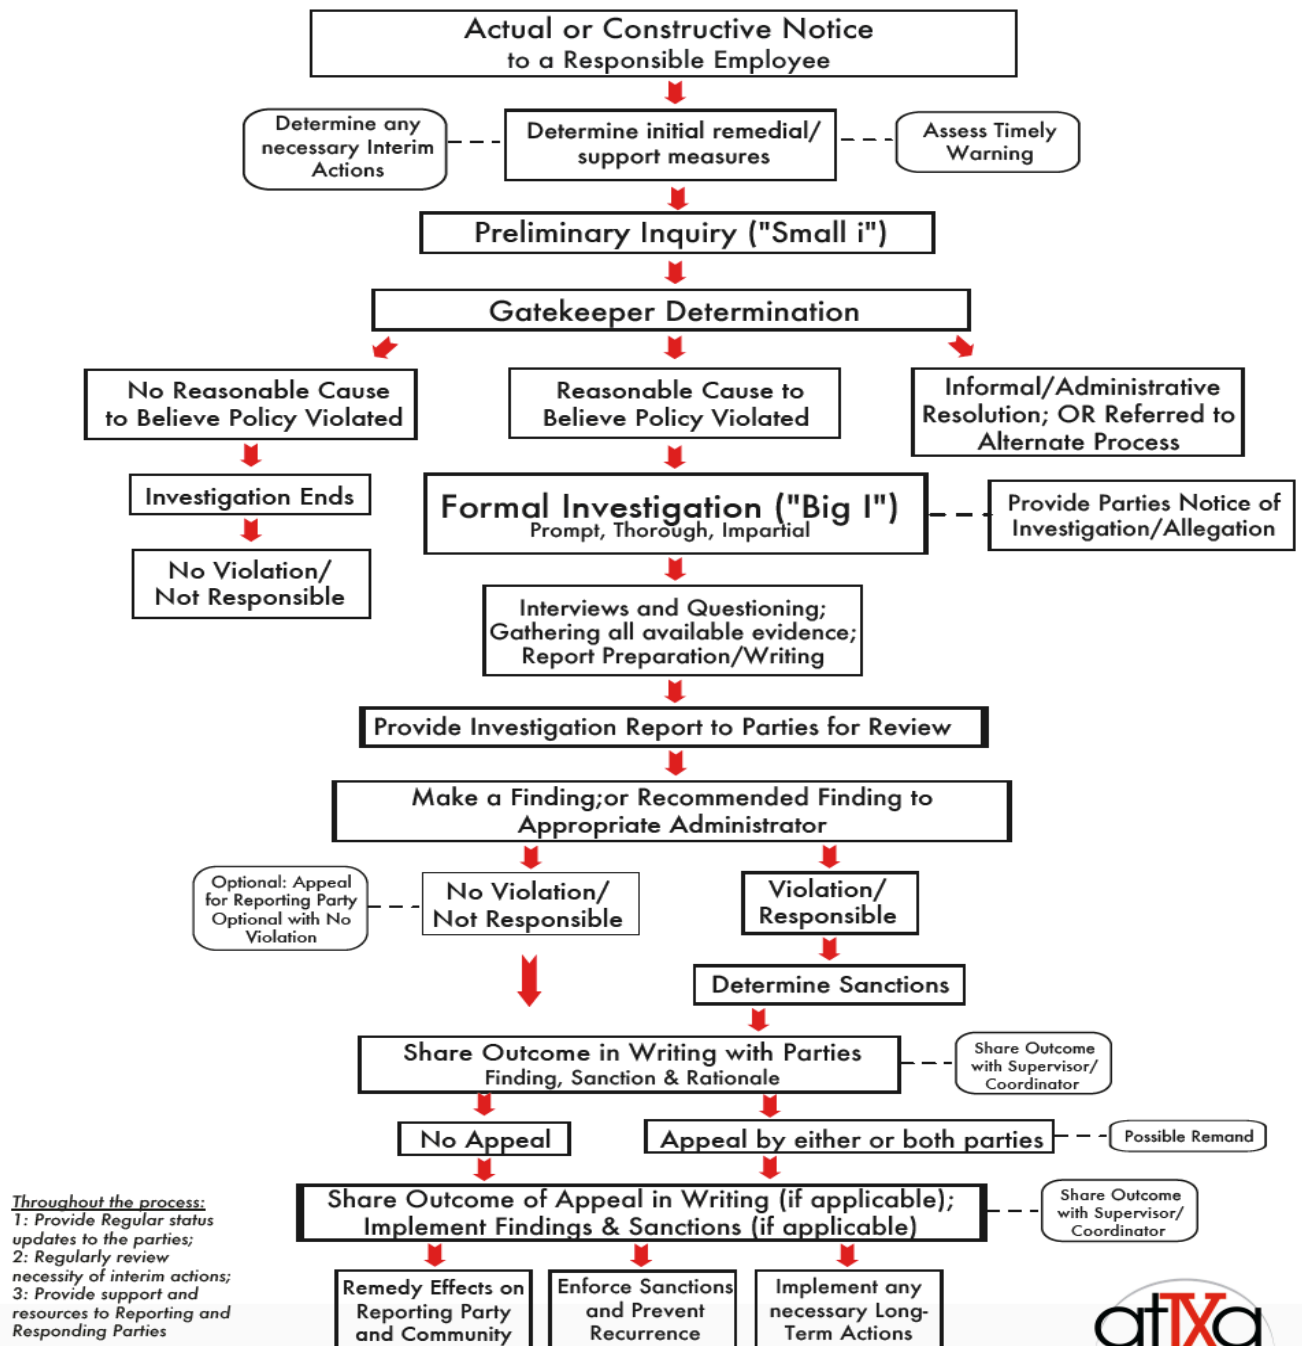 Actual or Constructive Notice
to a Responsible Employee
Determine any
necessary Interim
Actions
Determine initial remedial/
support measures
Assess Timely
Warning
Preliminary Inquiry ("Small i")
Gatekeeper Determination
No Reasonable Cause
to Believe Policy Violated
Reasonable Cause to
Believe Policy Violated
Informal/Administrative
Resolution; OR Referred to
Alternate Process
Investigation Ends
No Violation/
Not Responsible
Formal Investigation ("Big I")
Prompt, Thorough, Impartial
Provide Parties Notice of
Investigation/Allegation
Interviews and Questioning;
Gathering all available evidence;
Report Preparation/Writing
Provide Investigation Report to Parties for Review
Make a Finding;or Recommended Finding to
Appropriate Administrator
Optional: Appeal
for Reporting Party
Optional with No
Violation
No Violation/
Not Responsible
Violation/
Responsible
Determine Sanctions
Share Outcome in Writing with Parties
Finding, Sanction & Rationale
Share Outcome
with Supervisor/
Coordinator
No Appeal
Appeal by either or both parties
Possible Remand
Share Outcome of Appeal in Writing (if applicable);
Implement Findings & Sanctions (if applicable)
Share Outcome
with Supervisor/
Coordinator
Throughout the process:
1: Provide Regular status
updates to the parties;
2: Regularly review
necessity of interim actions;
3: Provide support and
resources to Reporting and
Responding Parties
Remedy Effects on
Reporting Party
and Community
Enforce Sanctions
and Prevent
Recurrence
Implement any
necessary Long-
Term Actions
atIXa